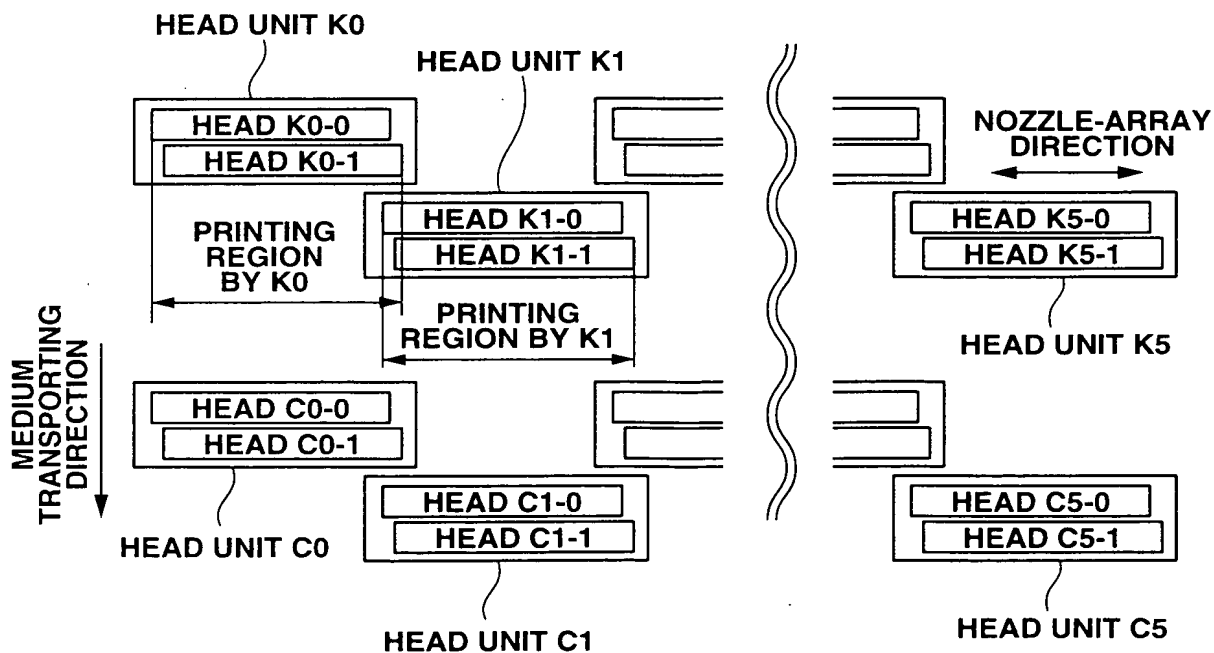 HEAD UNIT K0
HEAD UNIT K1
HEAD K0-0
HEAD K0-1
NOZZLE-ARRAY
DIRECTION
HEAD K1-0
HEAD K1-1
HEAD K5-0
HEAD K5-1
PRINTING
REGION
BY K0
PRINTING
REGION BY K1
HEAD UNIT K5
MEDIUM
TRANSPORTING
DIRECTION
HEAD C0-0
HEAD C0-1
HEAD C1-0
HEAD C1-1
HEAD C5-0
HEAD C5-1
HEAD UNIT C0
HEAD UNIT C1
HEAD UNIT C5